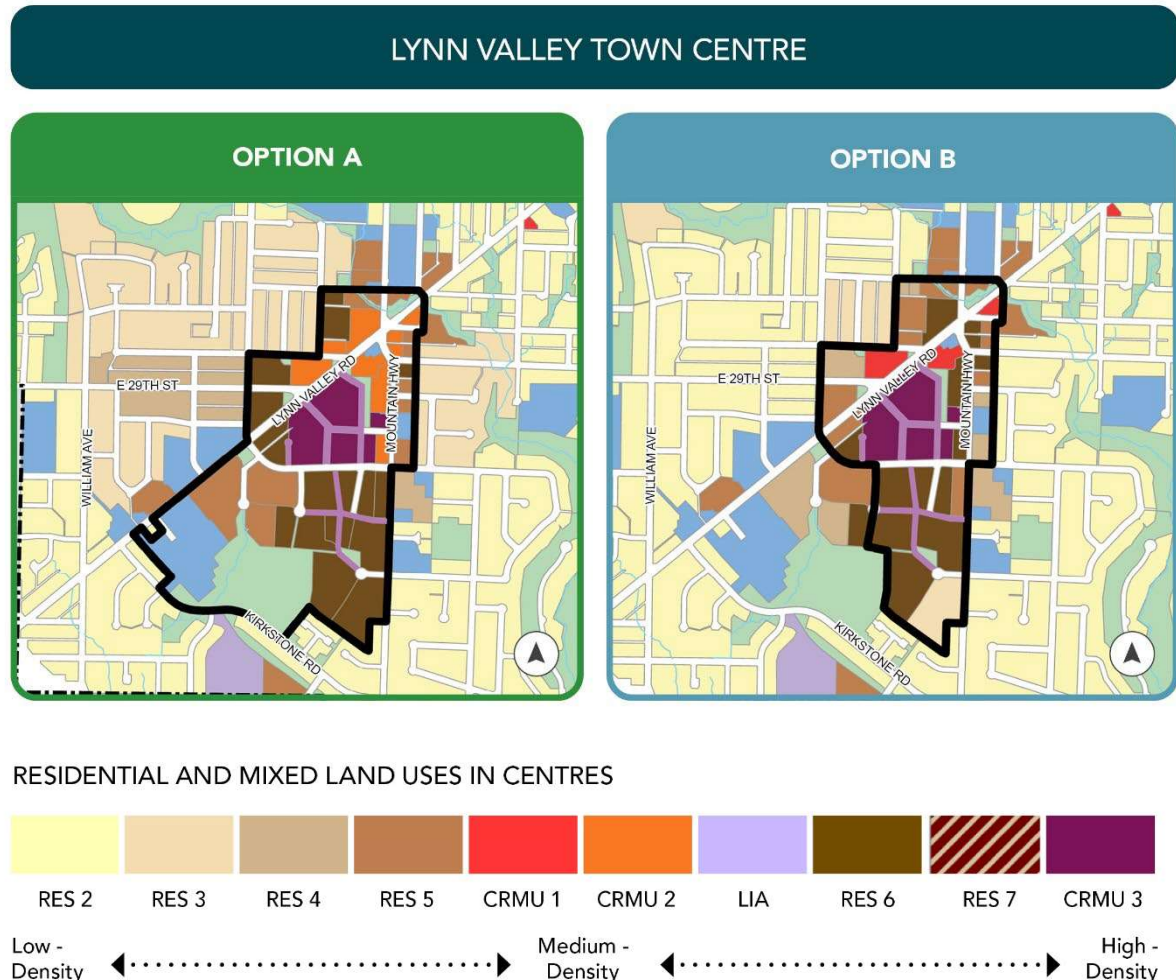 LYNN VALLEY TOWN CENTRE
OPTION A
E 29TH ST
LYNN VALLEY RD
MOUNTAIN HWY
WILLIAM AVE
KIRKSTONE RD
OPTION B
E 29TH ST
LYNN VALLEY RD
MOUNTAIN HWY
WILLIAM AVE
KIRKSTONE RD
RESIDENTIAL AND MIXED LAND USES IN CENTRES
RES 2 RES 3 RES 4 RES 5 CRMU 1 CRMU 2 LIA RES 6 RES 7 CRMU 3
Low - Medium - High -
Density Density Density